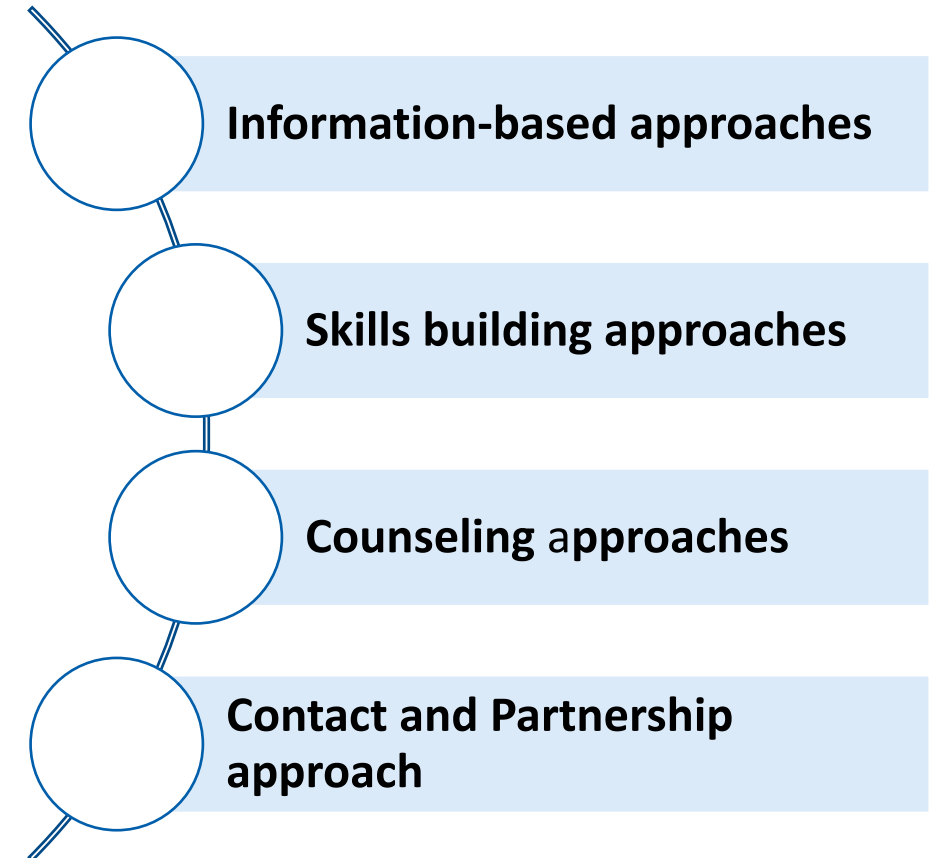 Information-based approaches
Skills building approaches
Counseling approaches
Contact and Partnership
approach